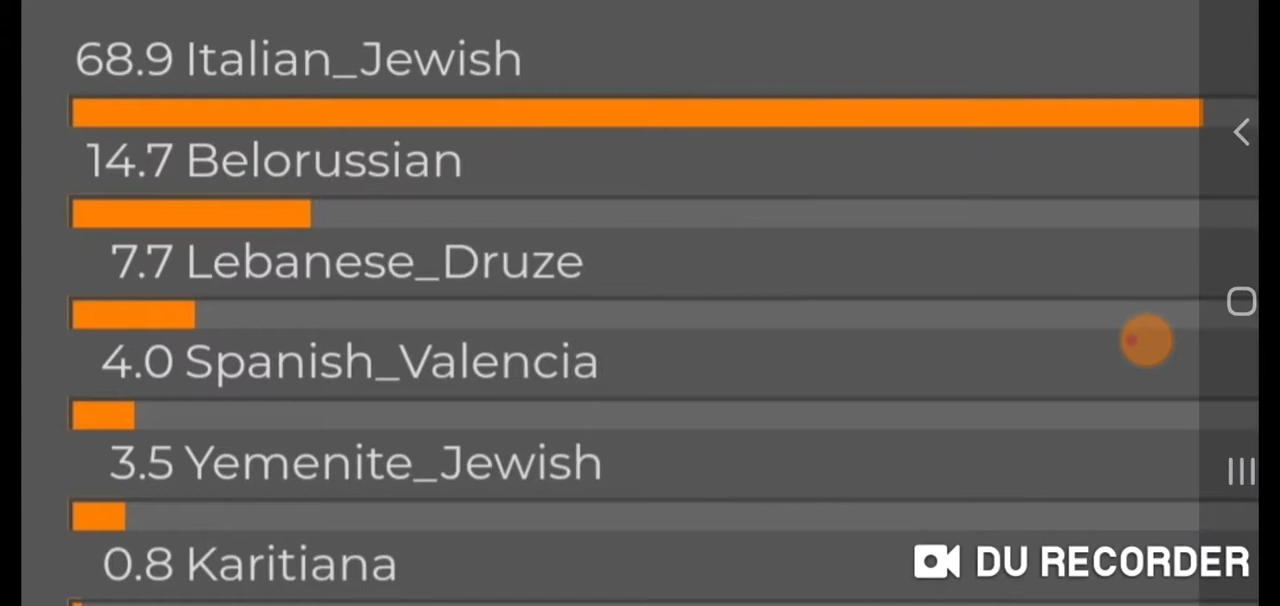 68.9 Italian_Jewish
14.7 Belorussian
7.7 Lebanese_Druze
4.0 Spanish_Valencia
3.5 Yemenite_Jewish
0.8 Karitiana
DU RECORDER